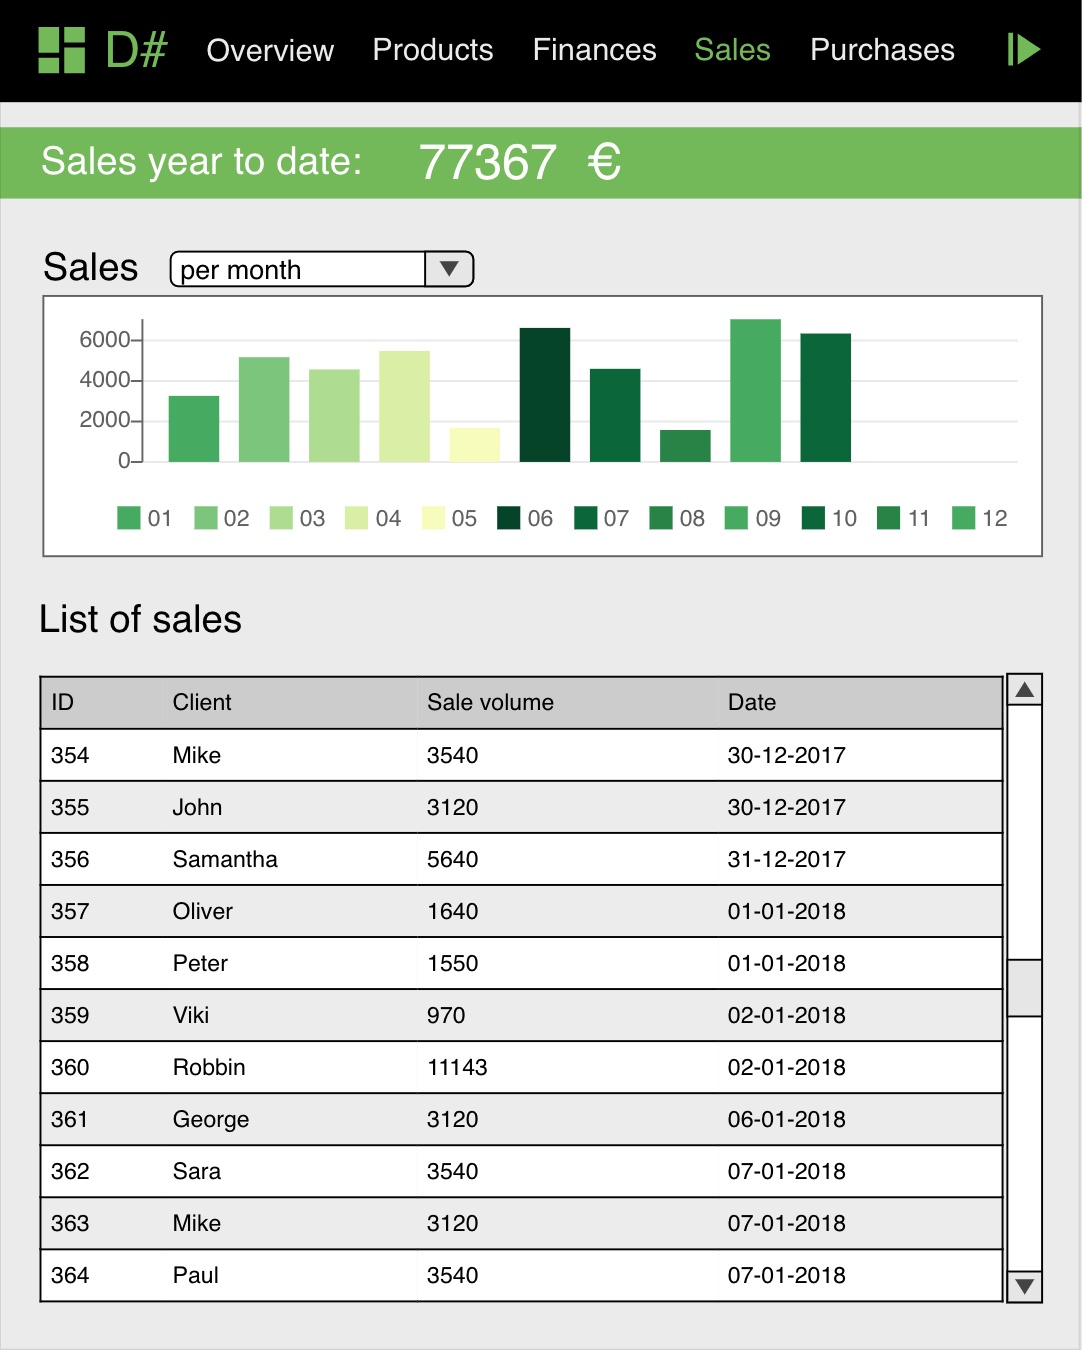 D# Overview Products Finances Sales Purchases
Sales year to date: 77367 €
Sales per month
6000
4000
2000
0
01 02 03 04 05 06 07 08 09 10 11 12
List of sales
ID Client Sale volume Date
354 Mike 3540 30-12-2017
355 John 3120 30-12-2017
356 Samantha 5640 31-12-2017
357 Oliver 1640 01-01-2018
358 Peter 1550 01-01-2018
359 Viki 970 02-01-2018
360 Robbin 11143 02-01-2018
361 George 3120 06-01-2018
362 Sara 3540 07-01-2018
363 Mike 3120 07-01-2018
364 Paul 3540 07-01-2018